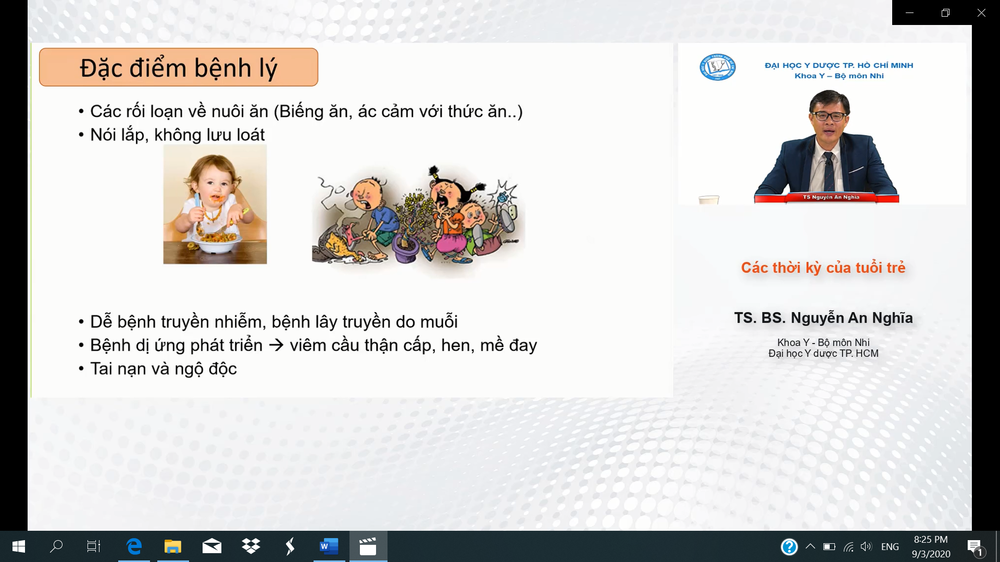 Đặc điểm bệnh lý
• Các rối loạn về nuôi ăn (Biếng ăn, ác cảm với thức ăn..)
• Nói lắp, không lưu loát
• Dễ bệnh truyền nhiễm, bệnh lây truyền do muỗi
• Bệnh dị ứng phát triển → viêm cầu thận cấp, hen, mề đay
• Tai nạn và ngộ độc
ĐẠI HỌC Y DƯỢC TP. HỒ CHÍ MINH
Khoa Y – Bộ môn Nhi
TS Nguyễn An Nghĩa
Các thời kỳ của tuổi trẻ
TS. BS. Nguyễn An Nghĩa
Khoa Y - Bộ môn Nhi
Đại học Y dược TP. HCM
ENG
8:25 PM
9/3/2020
1